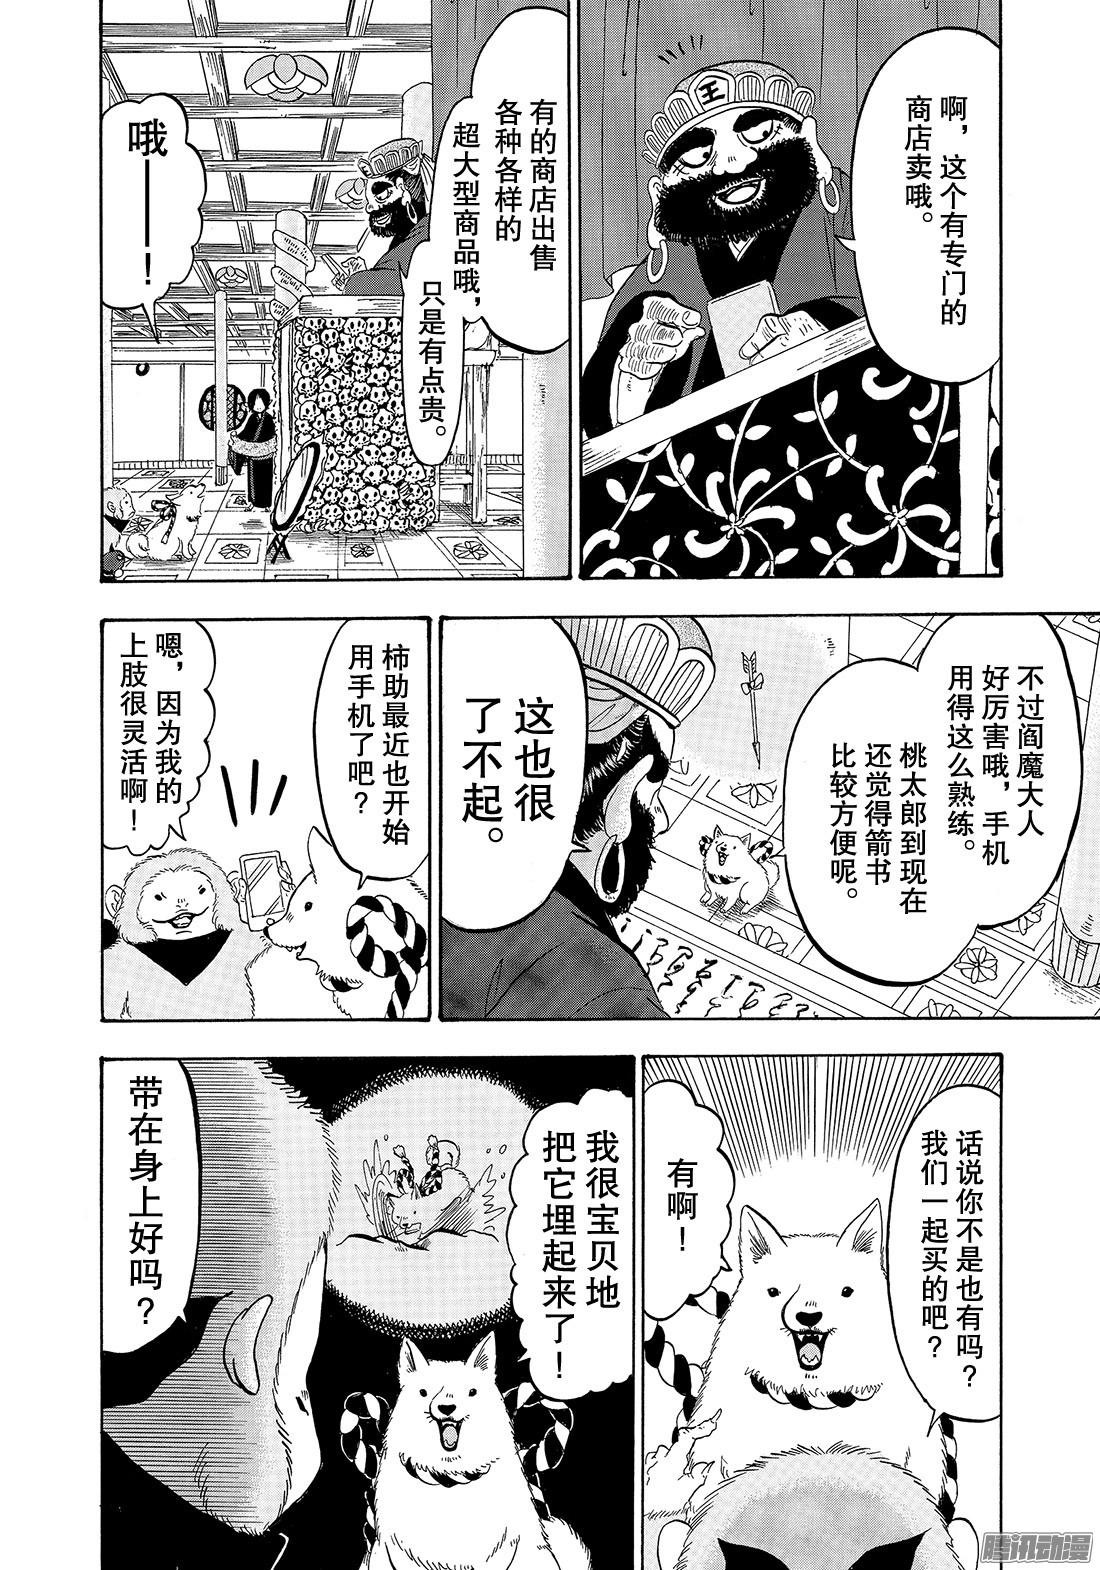 啊，这个有专门的
商店卖哦。
王
有的商店出售
各种各样的
超大型商品哦，
只是有点贵。
哦——！
不过阎魔大人
好厉害哦，手机
用得这么熟练。
桃太郎到现在
还觉得箭书
比较方便呢。
这也很
了不起。
柿助最近也开始
用手机了吧？
嗯，因为我的
上肢很灵活啊！
话说你不是也有吗？
我们一起买的吧？
有啊！
我很宝贝地
把它埋起来了！
带在身上好吗？
腾讯动漫